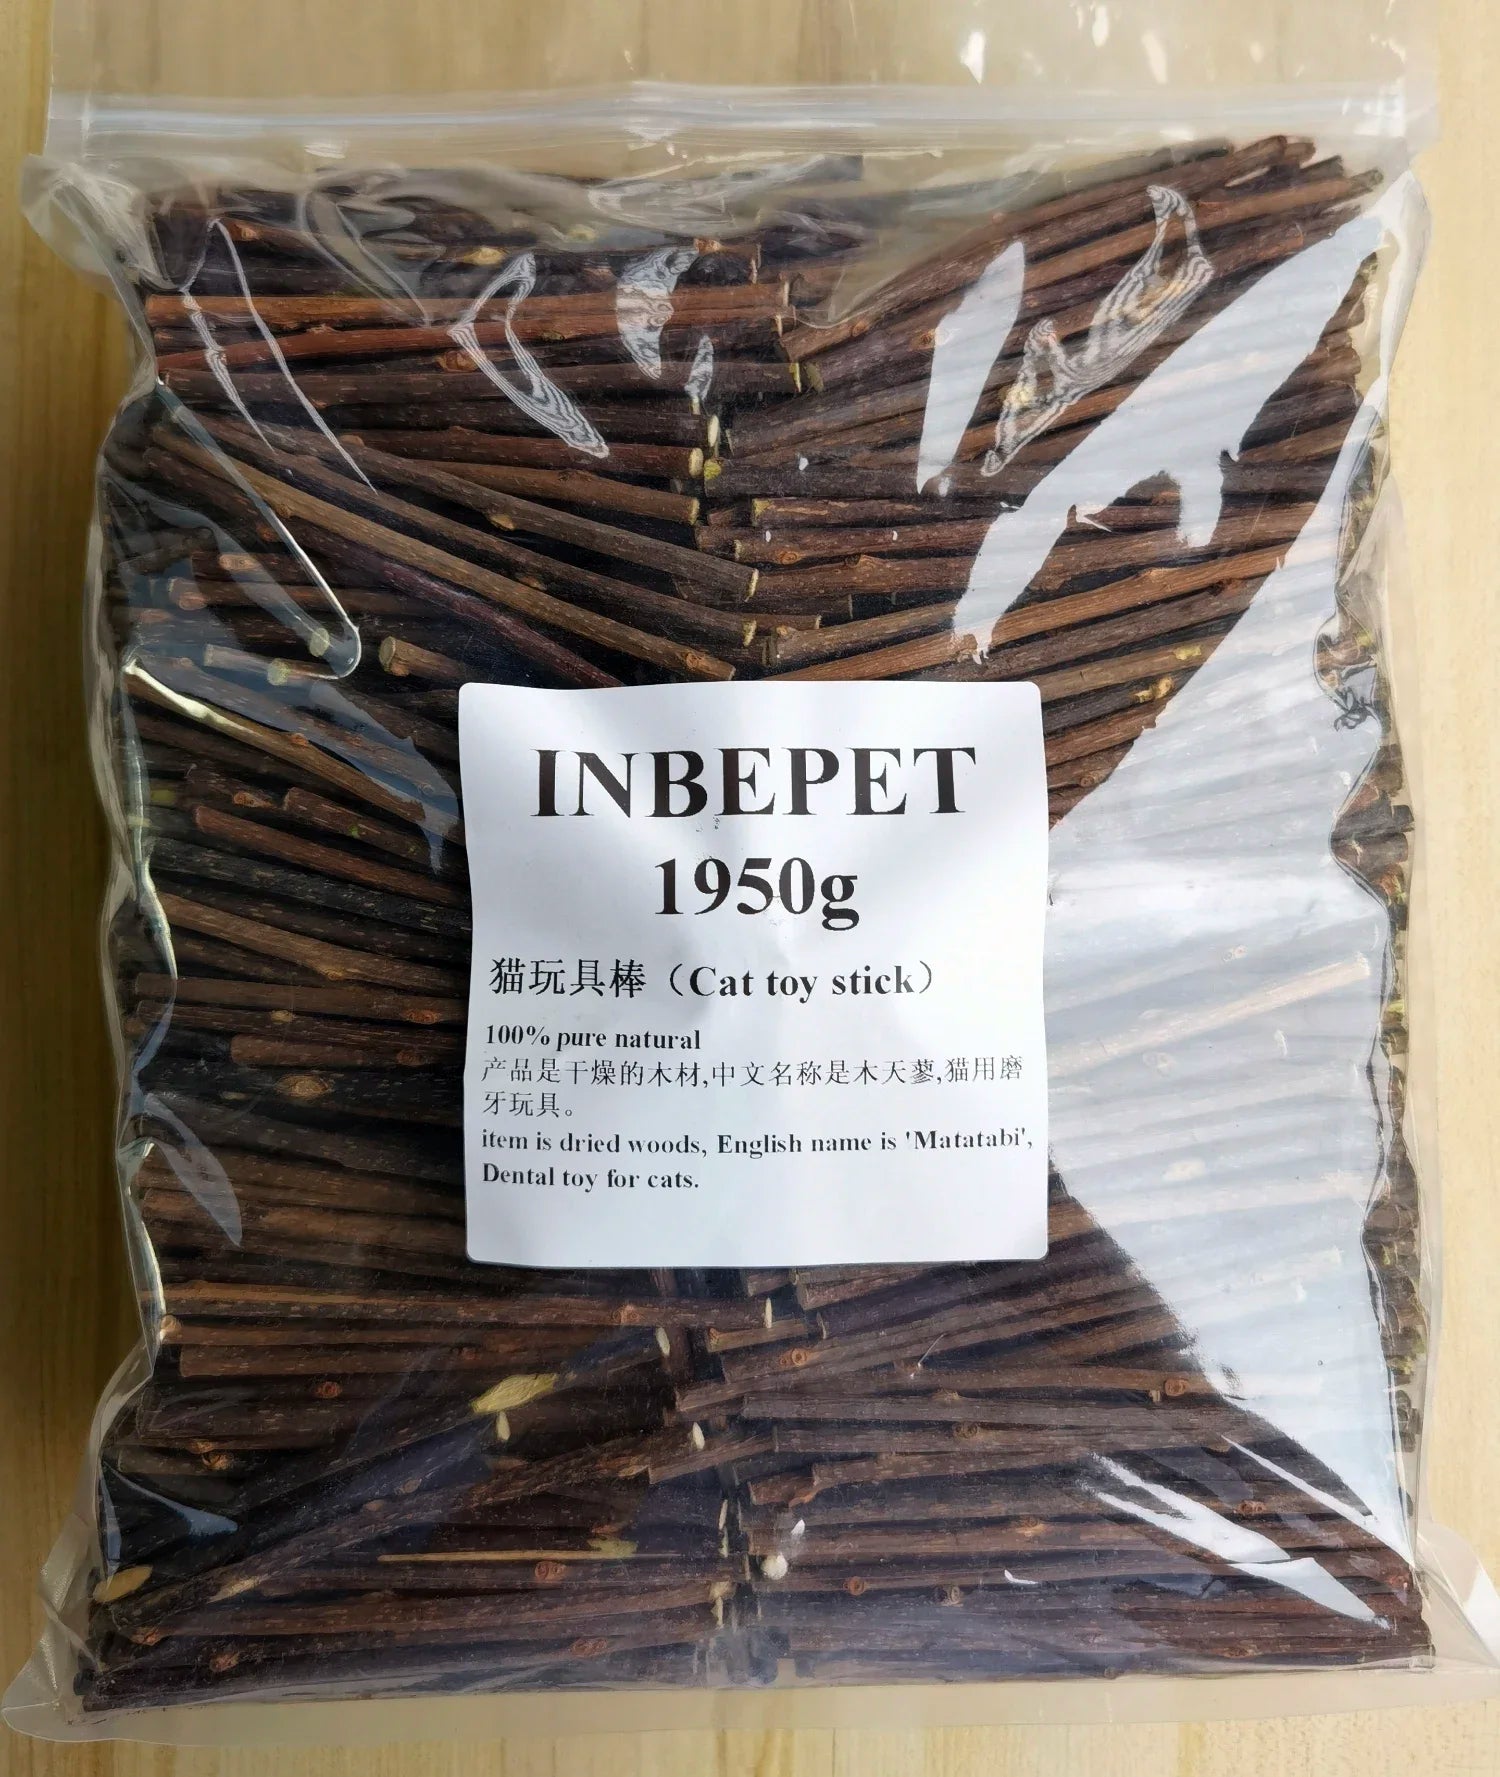 INBEPET
1950g
猫玩具棒（Cat toy stick）
100% pure natural
产品是干燥的木材,中文名称是木天蓼,猫用磨
牙玩具。
item is dried woods, English name is 'Matatabi',
Dental toy for cats.